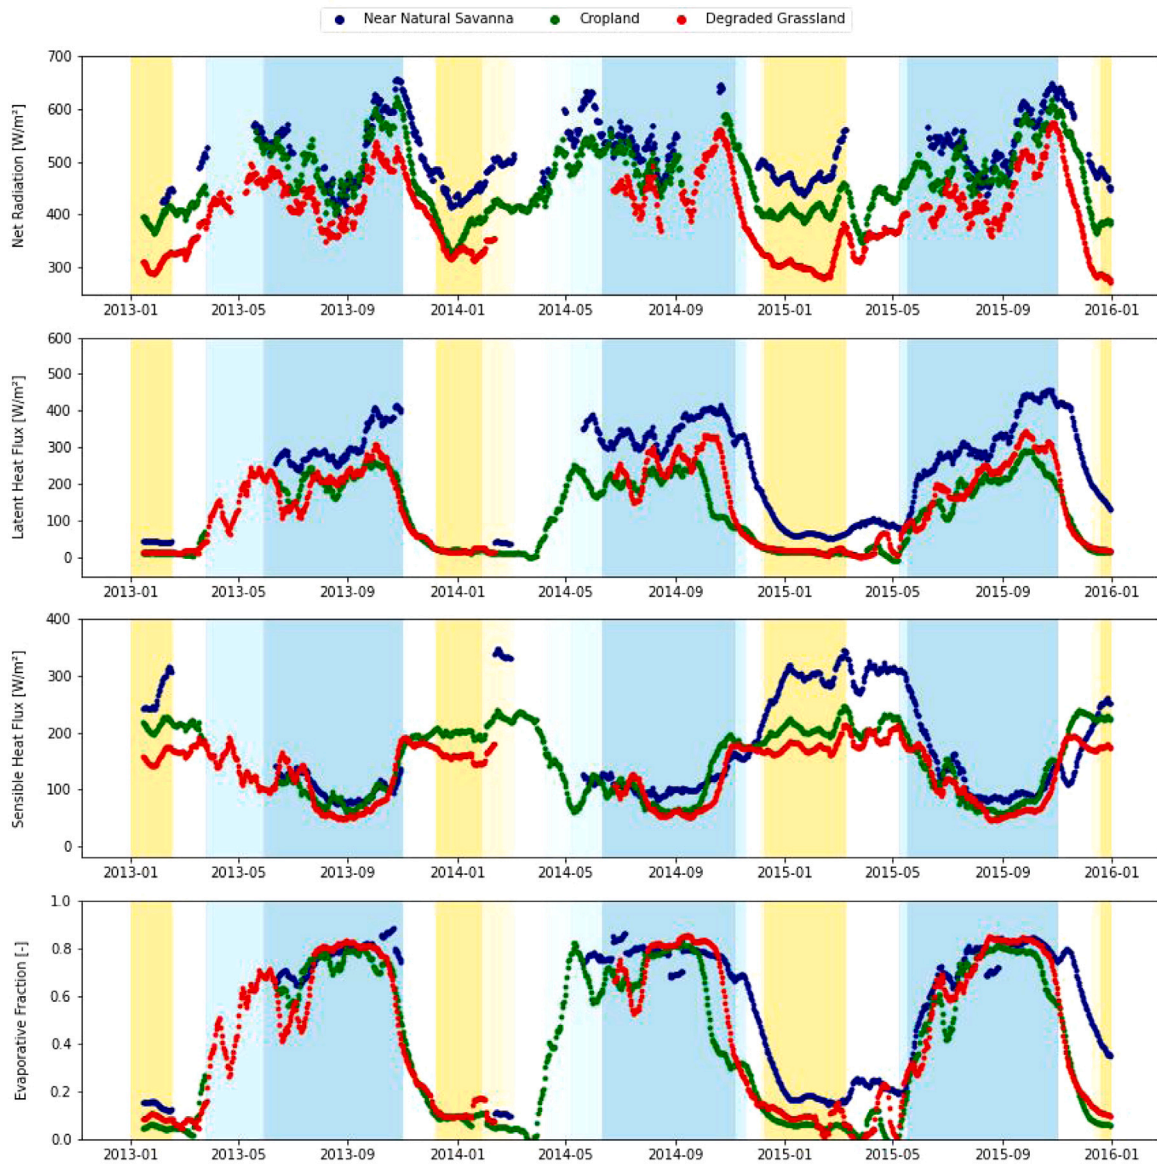 Near Natural Savanna Cropland Degraded Grassland
Net Radiation [W/m²]
700
600
500
400
300
2013-01 2013-05 2013-09 2014-01 2014-05 2014-09 2015-01 2015-05 2015-09 2016-01
Latent Heat Flux [W/m²]
600
500
400
300
200
100
0
2013-01 2013-05 2013-09 2014-01 2014-05 2014-09 2015-01 2015-05 2015-09 2016-01
Sensible Heat Flux [W/m²]
400
300
200
100
0
2013-01 2013-05 2013-09 2014-01 2014-05 2014-09 2015-01 2015-05 2015-09 2016-01
Evaporative Fraction [-]
1.0
0.8
0.6
0.4
0.2
0.0
2013-01 2013-05 2013-09 2014-01 2014-05 2014-09 2015-01 2015-05 2015-09 2016-01